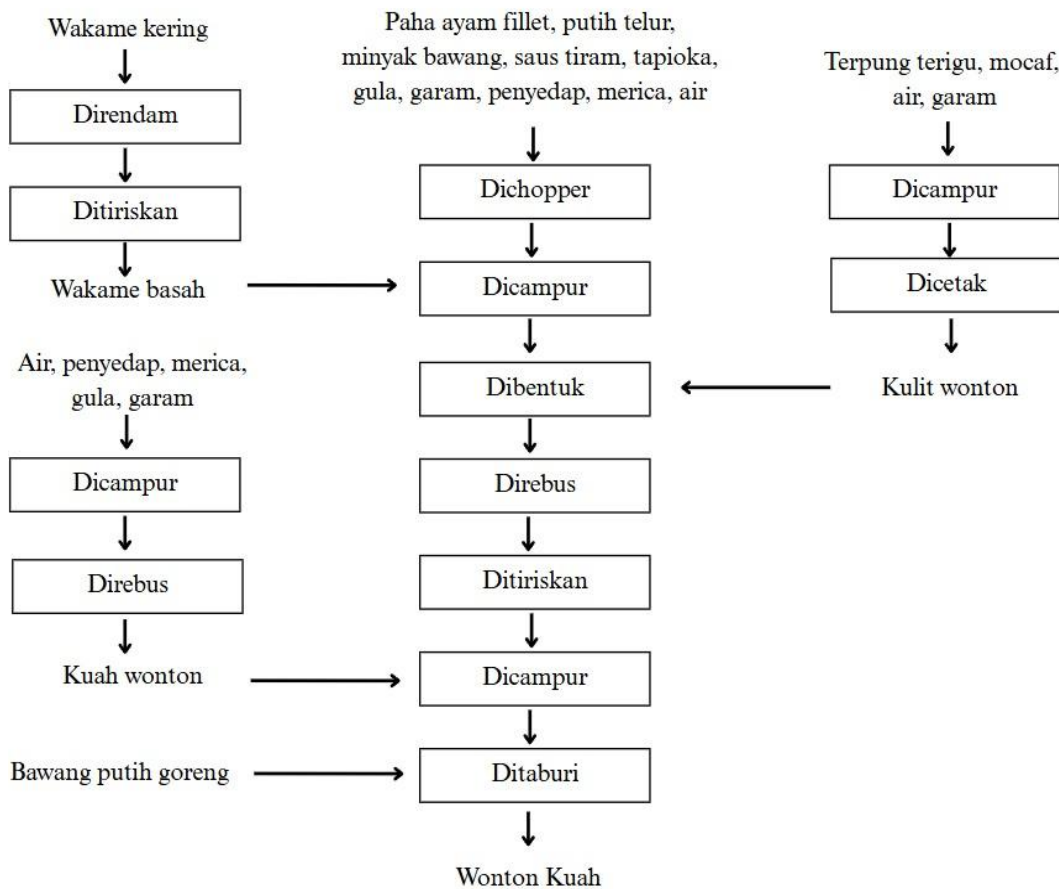 Wakame kering
Direndam
Ditiriskan
Wakame basah
Paha ayam fillet, putih telur,
minyak bawang, saus tiram, tapioka,
gula, garam, penyedap, merica, air
Dichopper
Dicampur
Terpung terigu, mocaf,
air, garam
Dicampur
Dicetak
Kulit wonton
Dibentuk
Direbus
Ditiriskan
Air, penyedap, merica,
gula, garam
Dicampur
Direbus
Kuah wonton
Dicampur
Bawang putih goreng
Ditaburi
Wonton Kuah